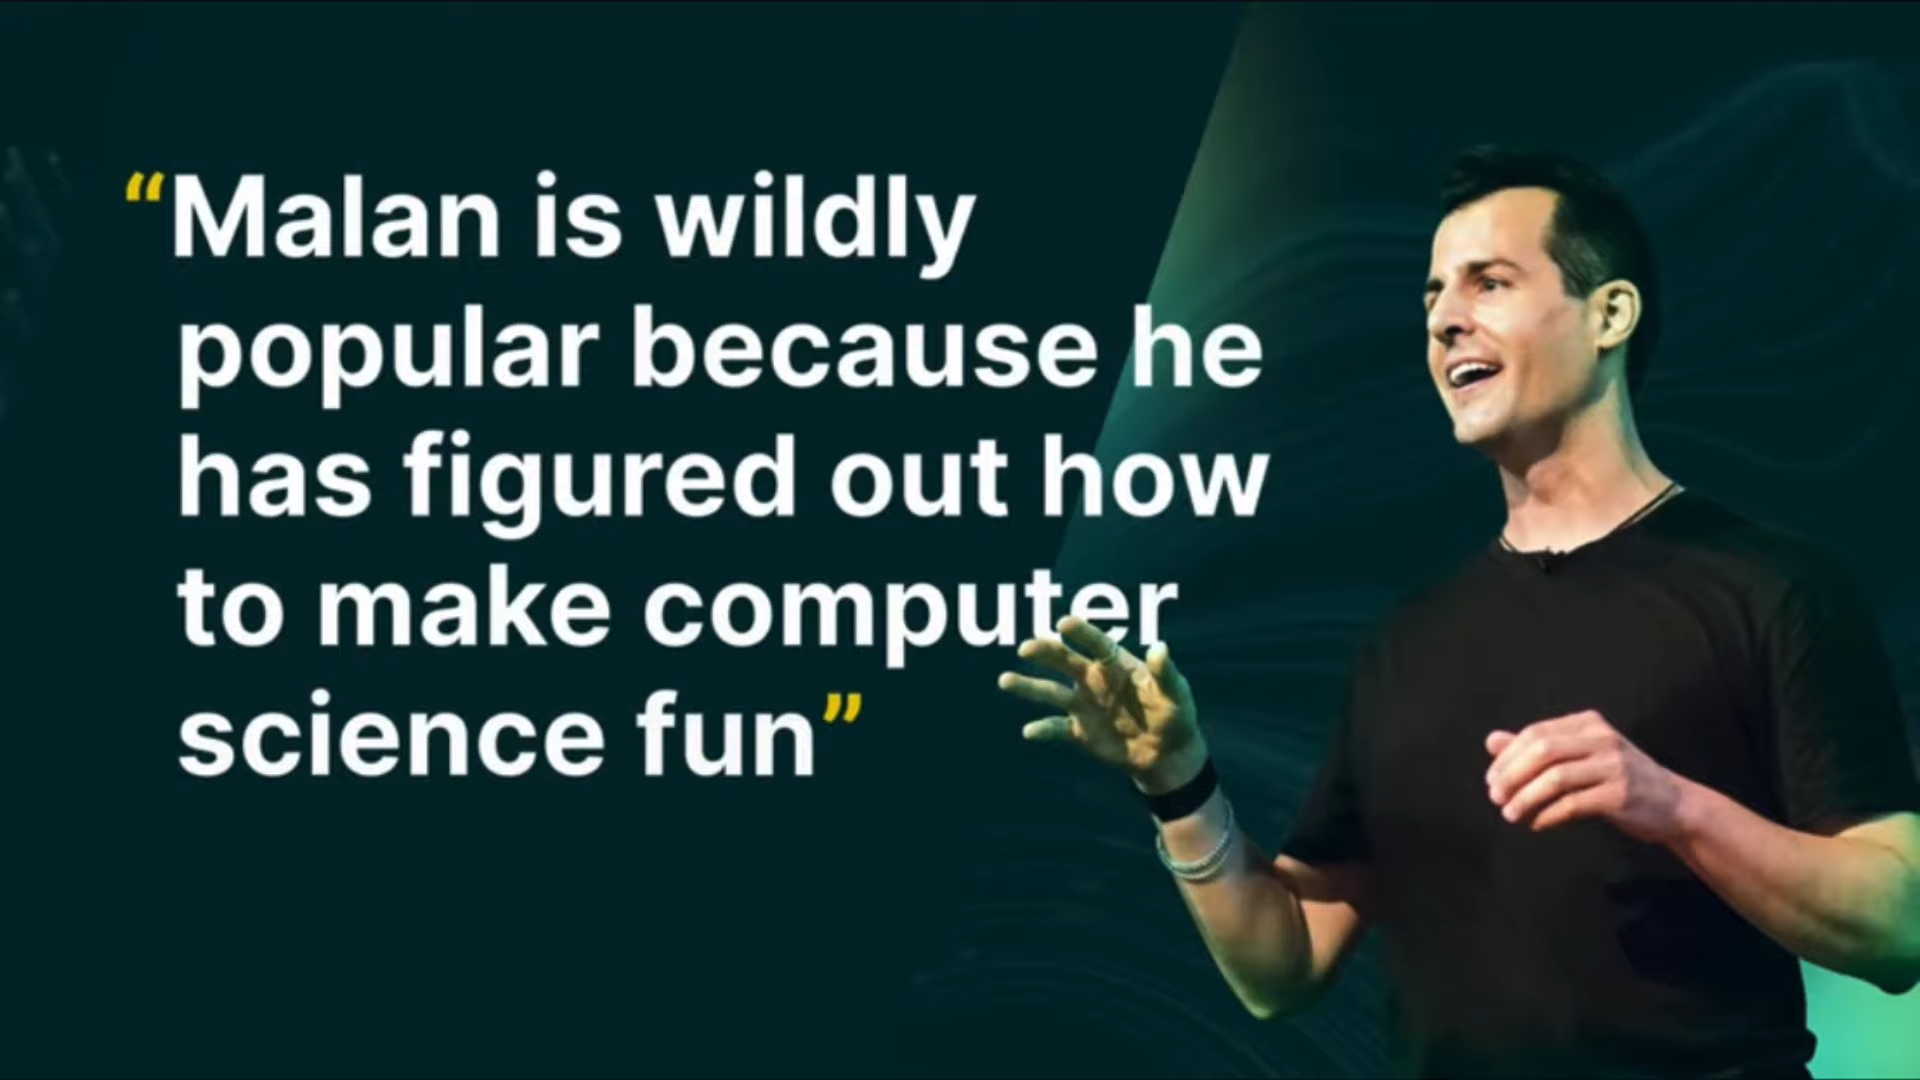 “Malan is wildly
popular because he
has figured out how
to make computer
science fun”